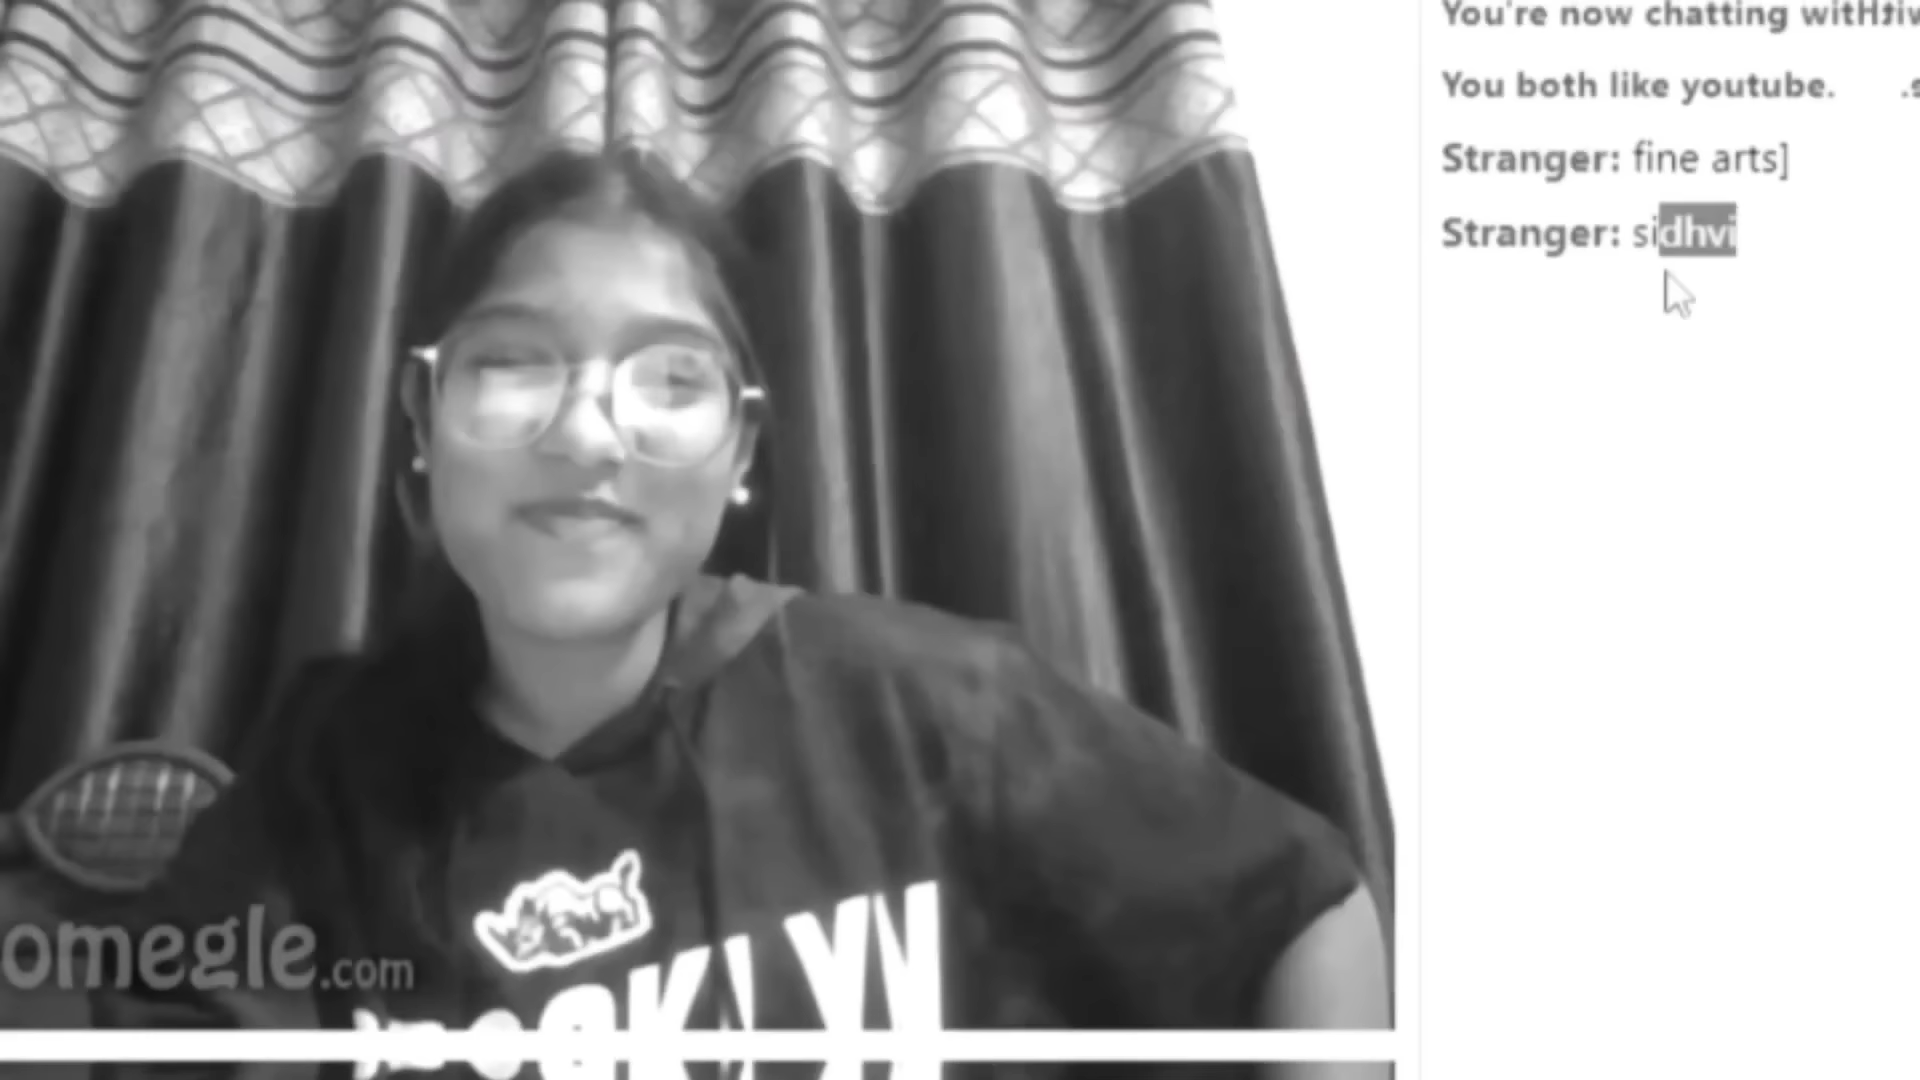 You're now chatting with
You both like youtube.
Stranger: fine arts]
Stranger: sidhvi
omegle.com